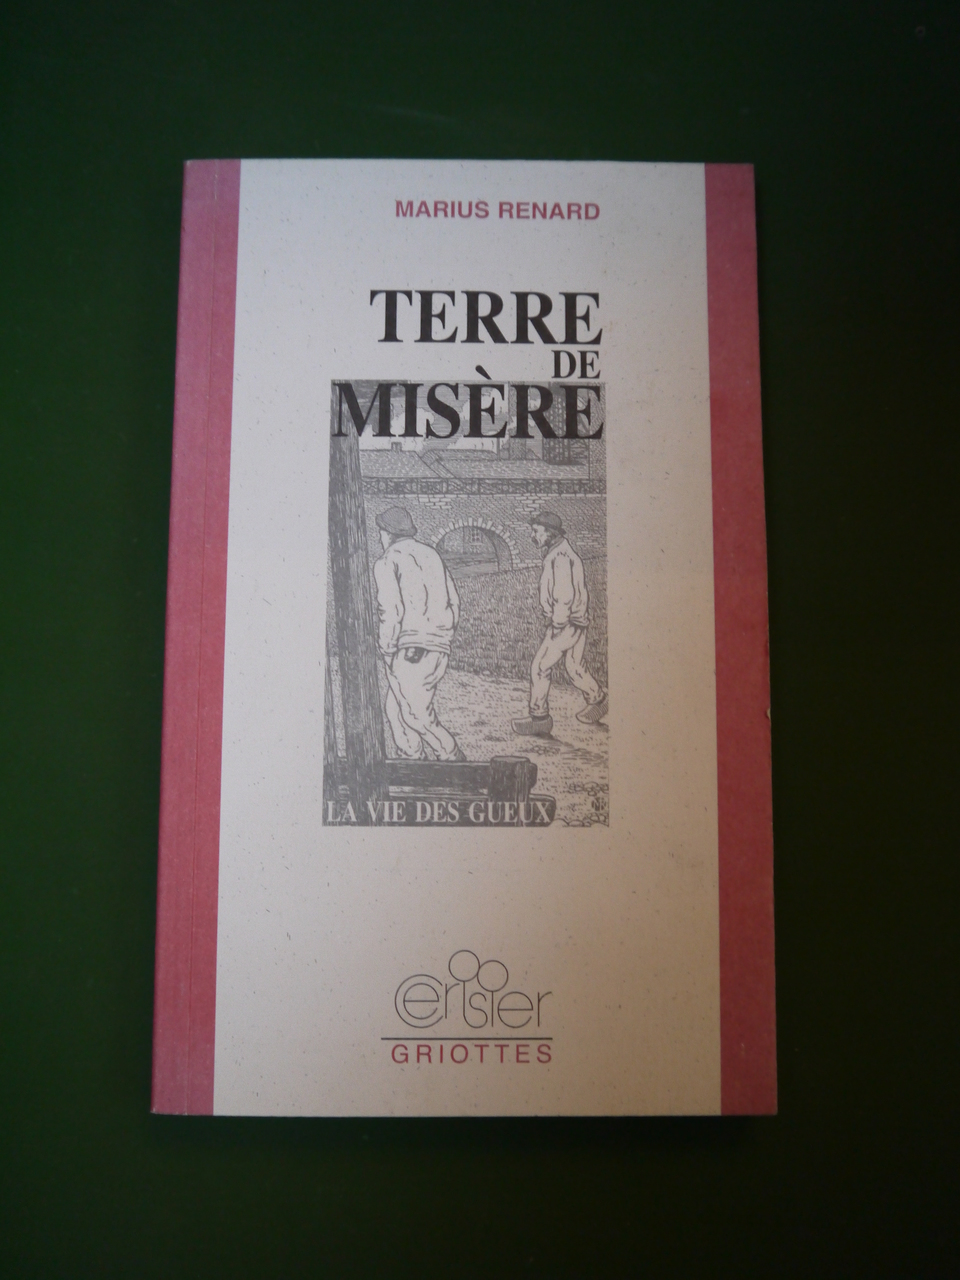 MARIUS RENARD
TERRE
DE
MISÈRE
LA VIE DES GUEUX
Cerisier
GRIOTTES